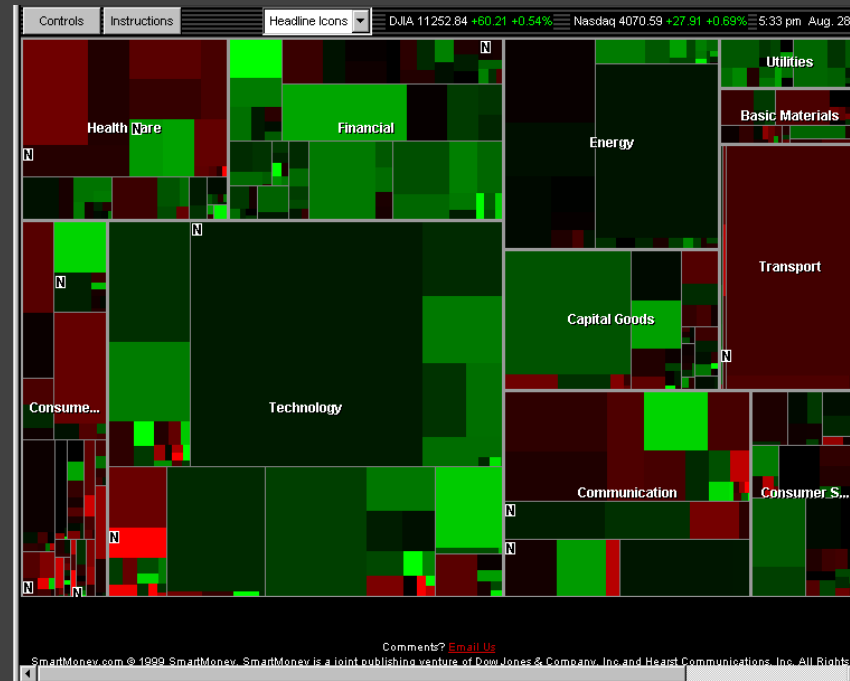 Controls
Instructions
Headline Icons
DJIA 11252.84 +60.21 +0.54%
Nasdaq 4070.59 +27.91 +0.69%
5:33 pm Aug. 28
N
Utilities
Health Care
N
Financial
Basic Materials
N
Energy
N
Transport
N
Capital Goods
N
Consume...
Technology
Communication
Consumer S...
N
N
N
N
N
Comments? Email Us
SmartMoney.com © 1999 SmartMoney. SmartMoney is a joint publishing venture of Dow Jones & Company, Inc.and Hearst Communications, Inc. All Rights